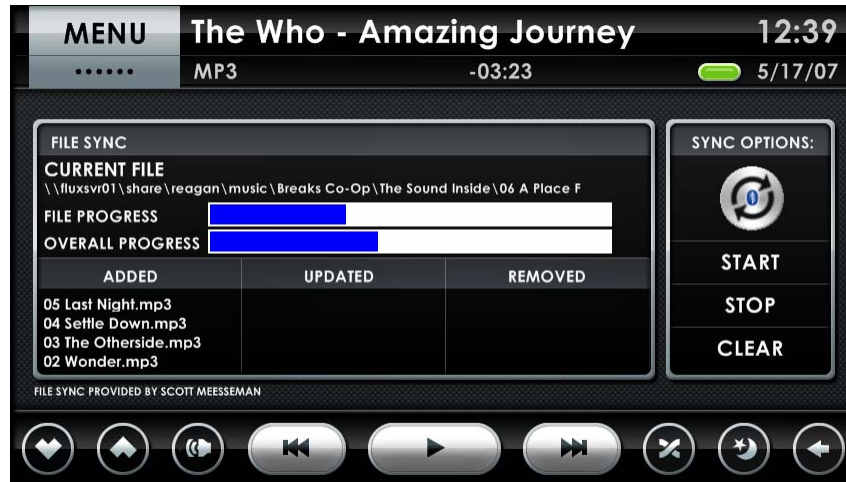 MENU The Who - Amazing Journey 12:39
MP3 -03:23 5/17/07
FILE SYNC
CURRENT FILE
\\fluxsvr01\share\reagan\music\Breaks Co-Op\The Sound Inside\06 A Place F
FILE PROGRESS
OVERALL PROGRESS
ADDED UPDATED REMOVED
05 Last Night.mp3
04 Settle Down.mp3
03 The Otherside.mp3
02 Wonder.mp3
FILE SYNC PROVIDED BY SCOTT MEESSEMAN
SYNC OPTIONS:
START
STOP
CLEAR